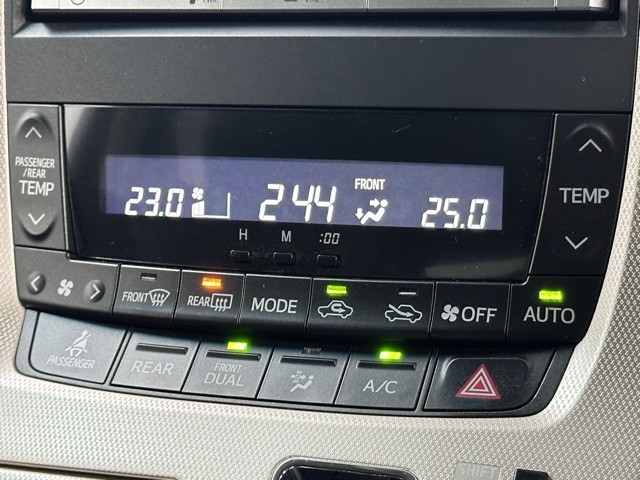 PASSENGER
/REAR
TEMP
23.0
2:44
FRONT
25.0
TEMP
H M :00
FRONT
REAR
MODE
OFF
AUTO
PASSENGER
REAR
FRONT
DUAL
A/C
SHIFT